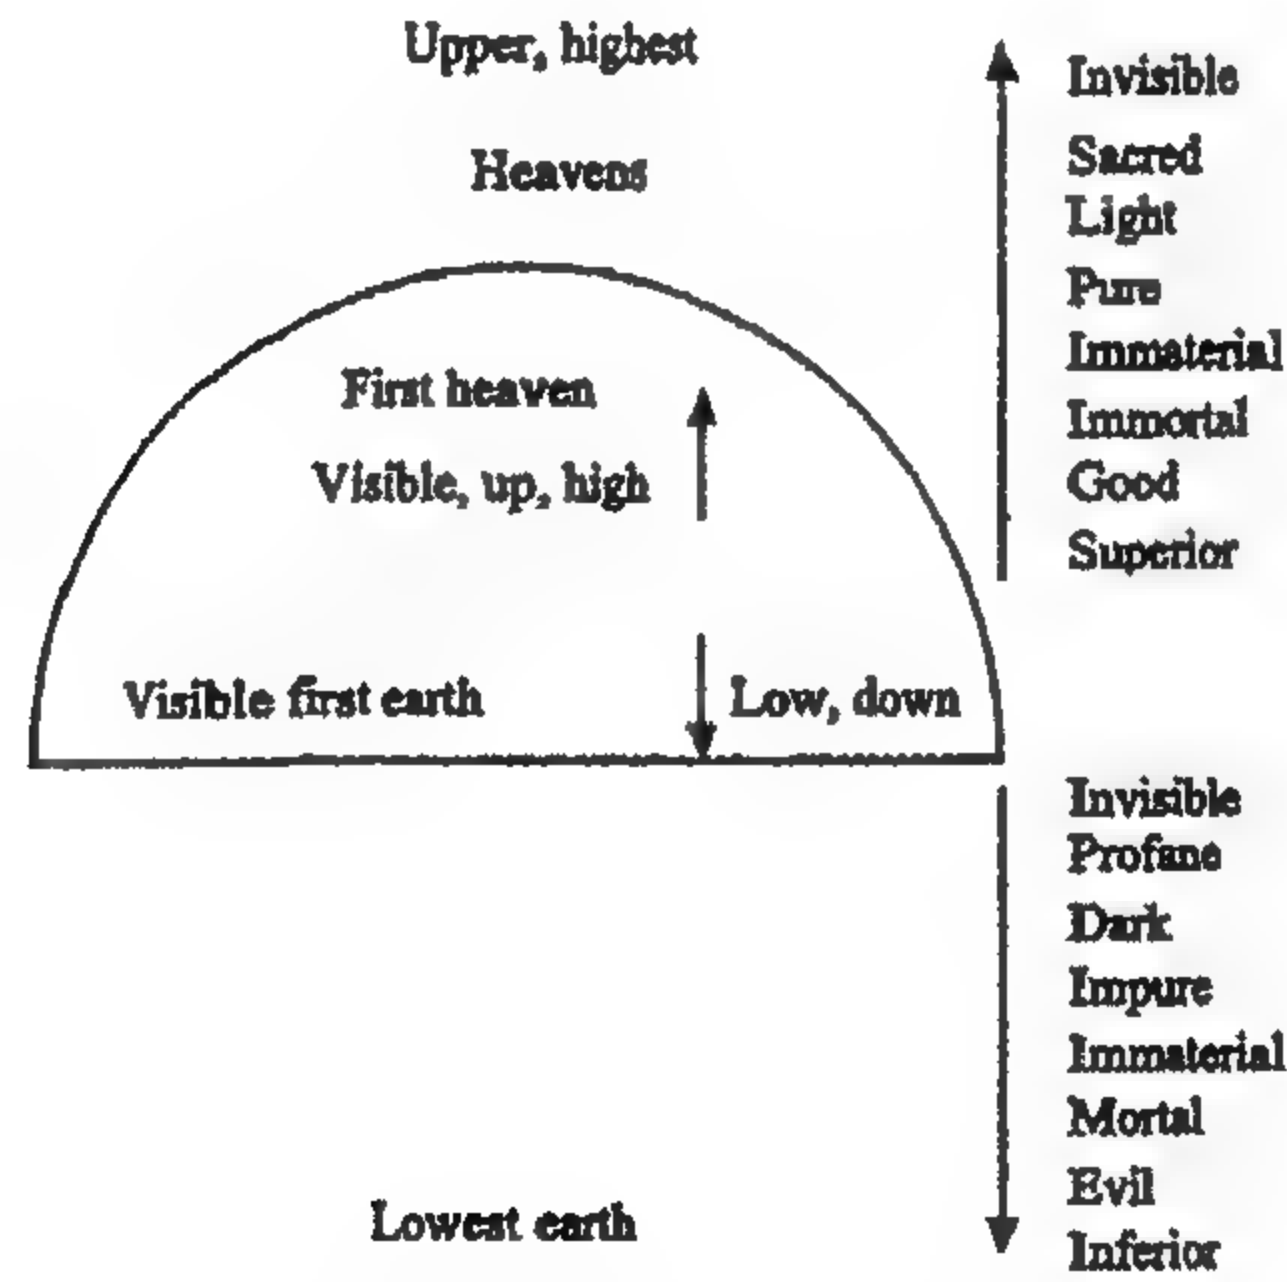 Upper, highest
Heavens
First heaven
Visible, up, high
Visible first earth
Low, down
Lowest earth
Invisible
Sacred
Light
Pure
Immaterial
Immortal
Good
Superior
Invisible
Profane
Dark
Impure
Immaterial
Mortal
Evil
Inferior